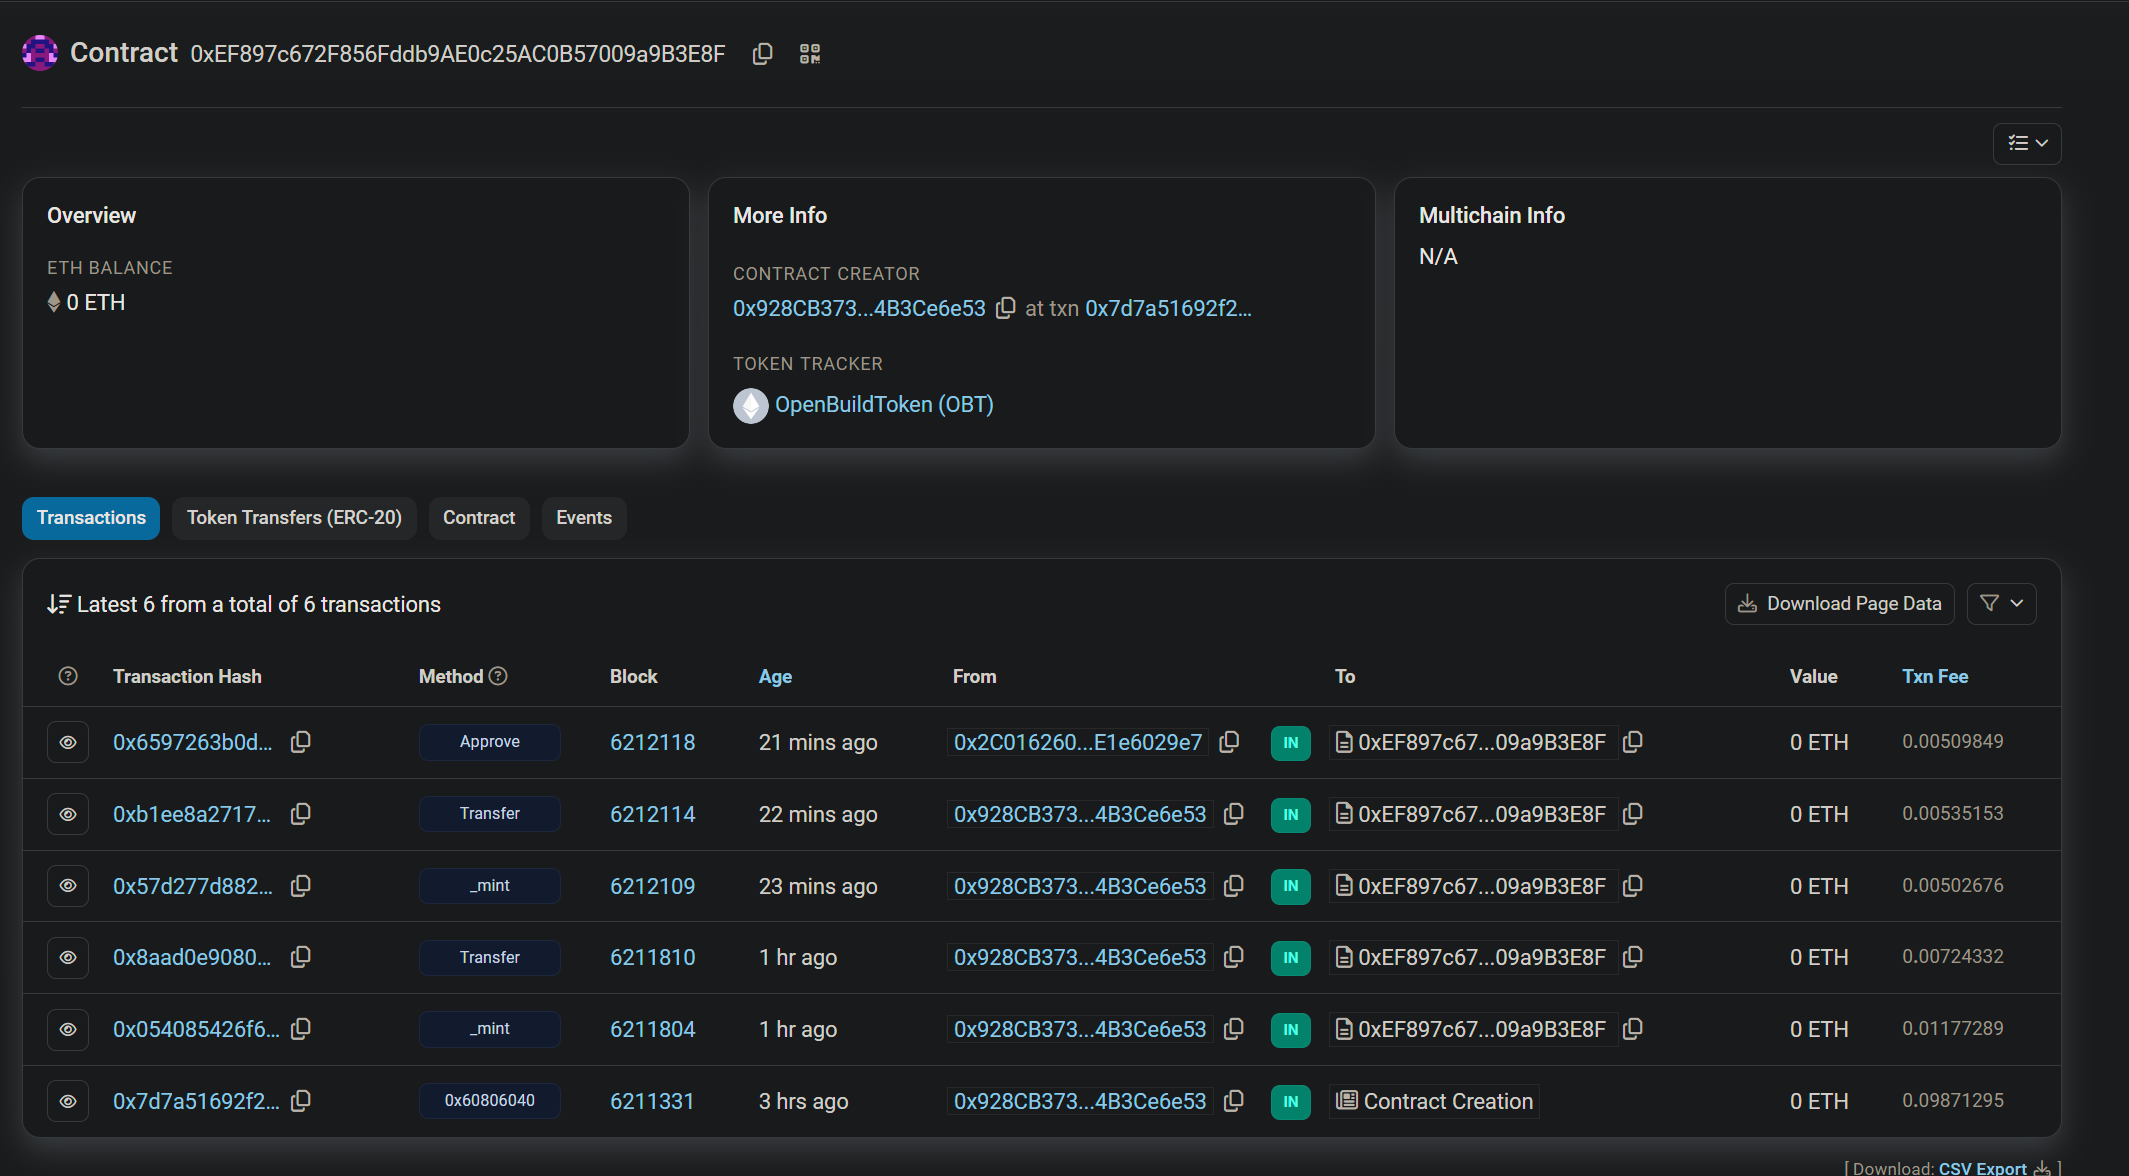 Contract 0xEF897c672F856Fddb9AE0c25AC0B57009a9B3E8F
Overview
ETH BALANCE
0 ETH
More Info
CONTRACT CREATOR
0x928CB373...4B3Ce6e53 at txn 0x7d7a51692f2...
TOKEN TRACKER
OpenBuildToken (OBT)
Multichain Info
N/A
Transactions Token Transfers (ERC-20) Contract Events
Latest 6 from a total of 6 transactions
Download Page Data
Transaction Hash Method Block Age From To Value Txn Fee
0x6597263b0d... Approve 6212118 21 mins ago 0x2C016260...E1e6029e7 IN 0xEF897c67...09a9B3E8F 0 ETH 0.00509849
0xb1ee8a2717... Transfer 6212114 22 mins ago 0x928CB373...4B3Ce6e53 IN 0xEF897c67...09a9B3E8F 0 ETH 0.00535153
0x57d277d882... _mint 6212109 23 mins ago 0x928CB373...4B3Ce6e53 IN 0xEF897c67...09a9B3E8F 0 ETH 0.00502676
0x8aad0e9080... Transfer 6211810 1 hr ago 0x928CB373...4B3Ce6e53 IN 0xEF897c67...09a9B3E8F 0 ETH 0.00724332
0x054085426f6... _mint 6211804 1 hr ago 0x928CB373...4B3Ce6e53 IN 0xEF897c67...09a9B3E8F 0 ETH 0.01177289
0x7d7a51692f2... 0x60806040 6211331 3 hrs ago 0x928CB373...4B3Ce6e53 IN Contract Creation 0 ETH 0.09871295
[ Download: CSV Export ]